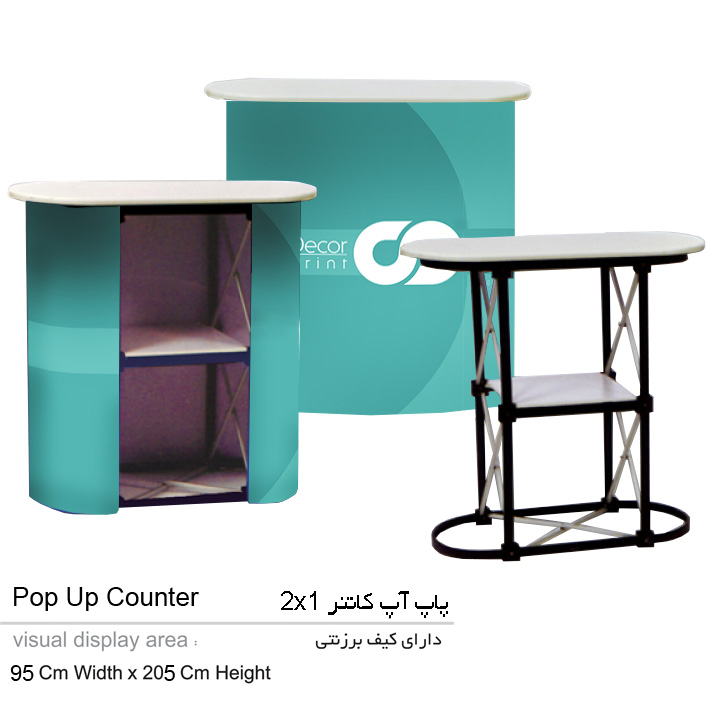 Decor
rint
Pop Up Counter
پاپ آپ کانتر 2x1
visual display area :
دارای کیف برزنتی
95 Cm Width x 205 Cm Height